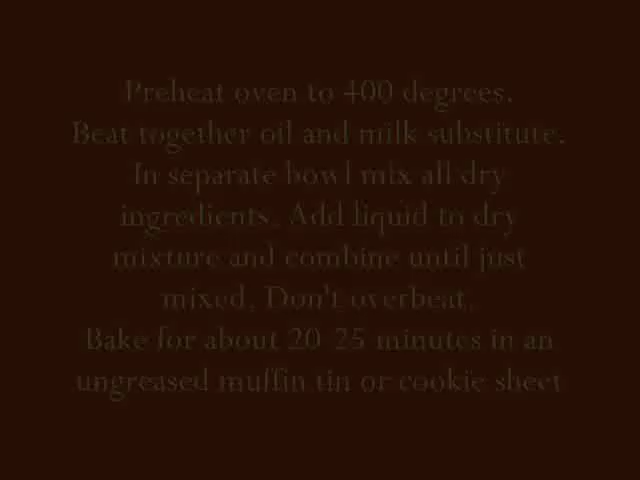 Preheat oven to 400 degrees.
Beat together oil and milk substitute.
In separate bowl mix all dry
ingredients. Add liquid to dry
mixture and combine until just
mixed. Don't overbeat.
Bake for about 20-25 minutes in an
ungreased muffin tin or cookie sheet